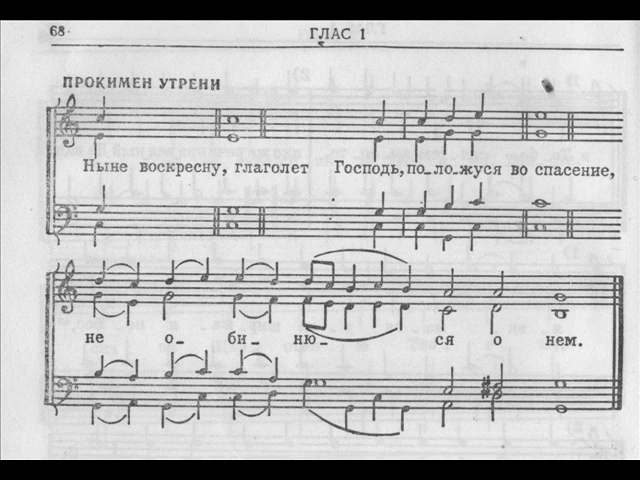 68·
ГЛАС 1
ПРОКИМЕН УТРЕНИ
Ныне воскресну, глаголет Господь, по_ло_жуся во спасение,
не о_ би_ ню_ ся о нем.